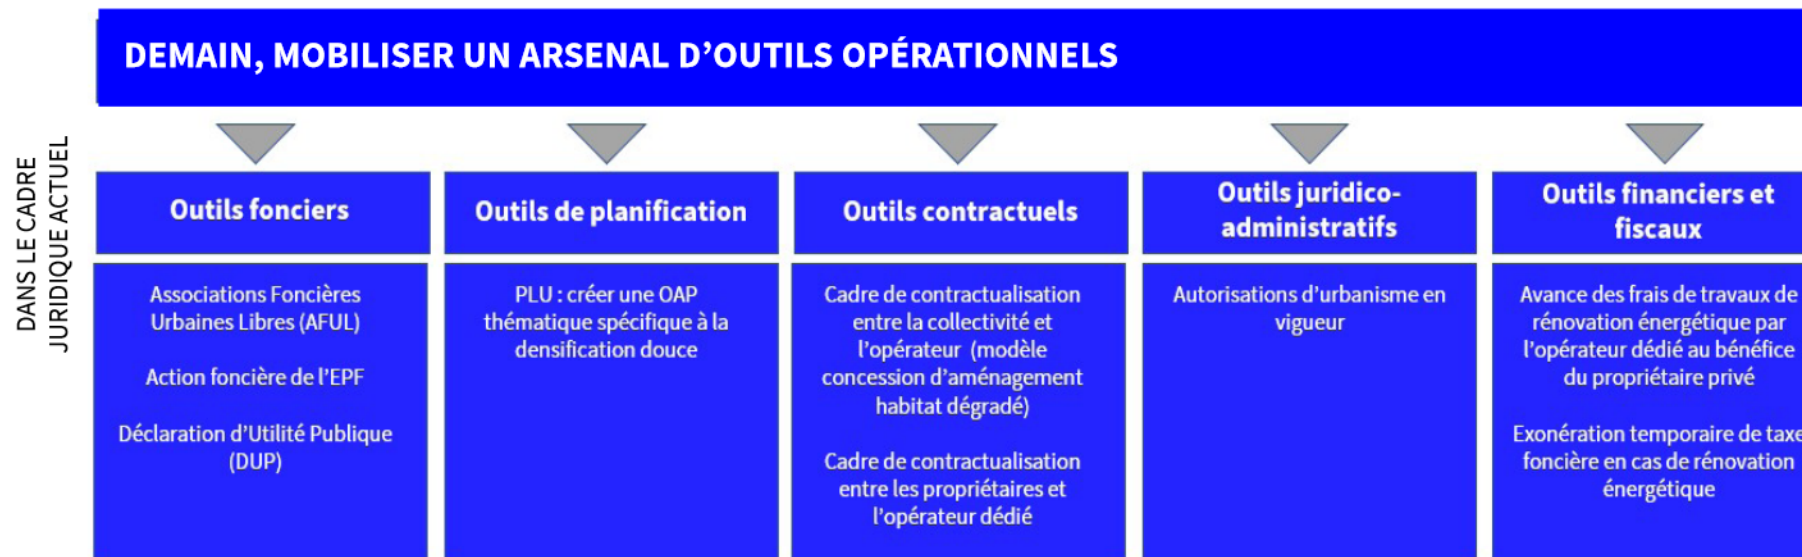 DEMAIN, MOBILISER UN ARSENAL D’OUTILS OPÉRATIONNELS
DANS LE CADRE
JURIDIQUE ACTUEL
Outils fonciers
Associations Foncières
Urbaines Libres (AFUL)
Action foncière de l’EPF
Déclaration d’Utilité Publique
(DUP)
Outils de planification
PLU : créer une OAP
thématique spécifique à la
densification douce
Outils contractuels
Cadre de contractualisation
entre la collectivité et
l’opérateur (modèle
concession d’aménagement
habitat dégradé)
Cadre de contractualisation
entre les propriétaires et
l’opérateur dédié
Outils juridico-
administratifs
Autorisations d’urbanisme en
vigueur
Outils financiers et
fiscaux
Avance des frais de travaux de
rénovation énergétique par
l’opérateur dédié au bénéfice
du propriétaire privé
Exonération temporaire de taxe
foncière en cas de rénovation
énergétique